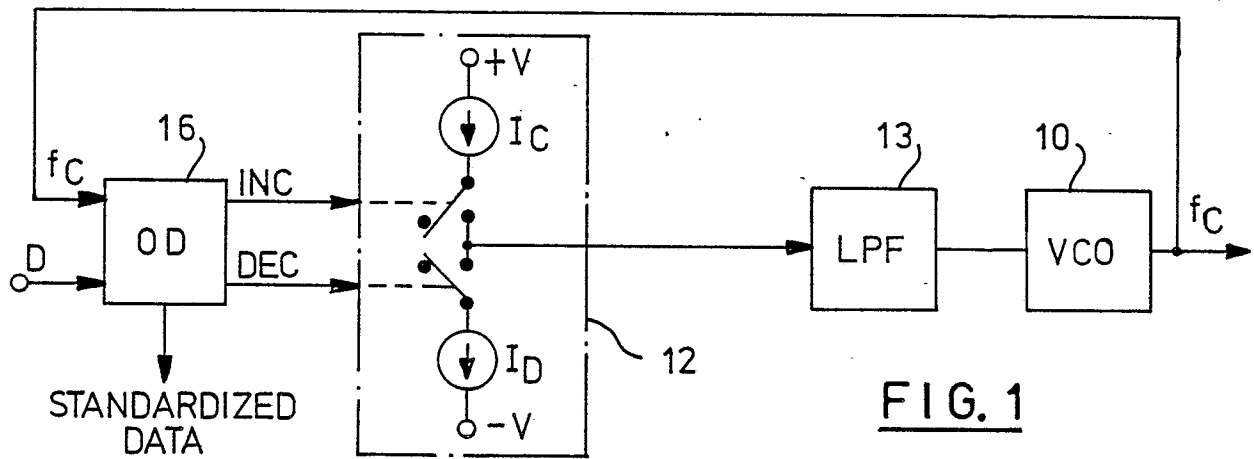 +V
16
I_C
13
10
f_C
INC
f_C
OD
LPF
VCO
D
DEC
I_D
12
STANDARDIZED
DATA
-V
FIG. 1